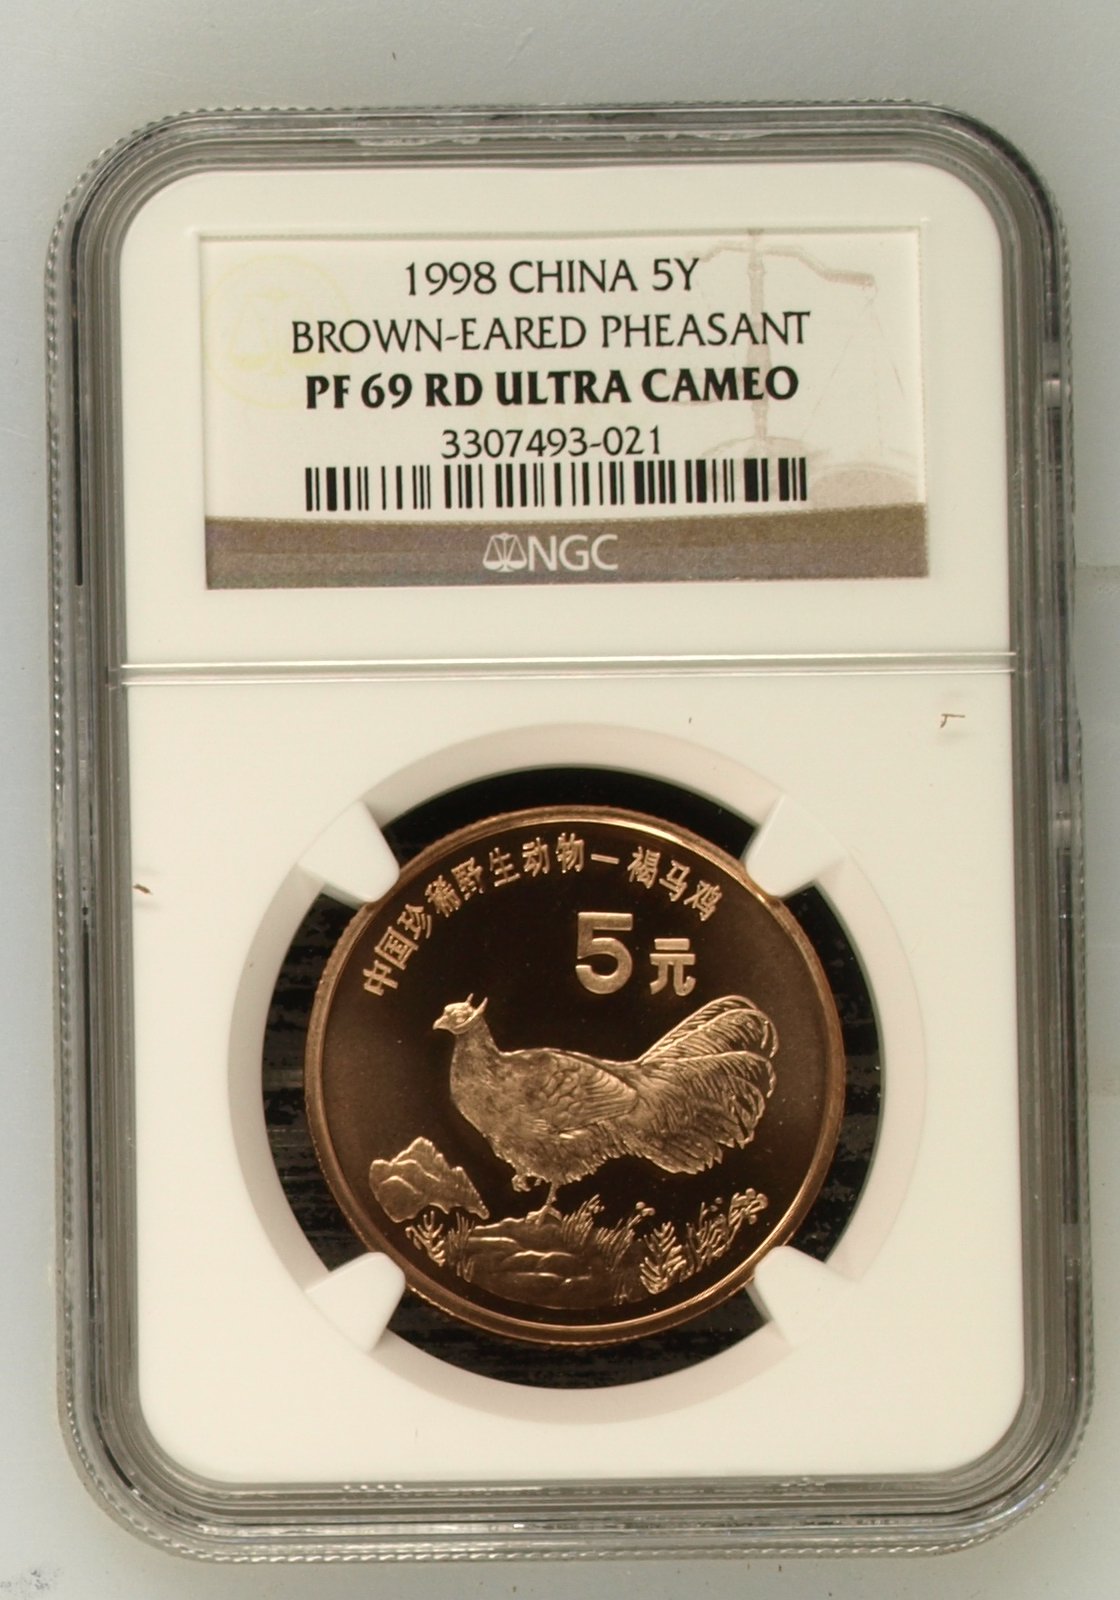 1998 CHINA 5Y
BROWN-EARED PHEASANT
PF 69 RD ULTRA CAMEO
3307493-021
NGC
中国珍稀野生动物一褐马鸡
5元